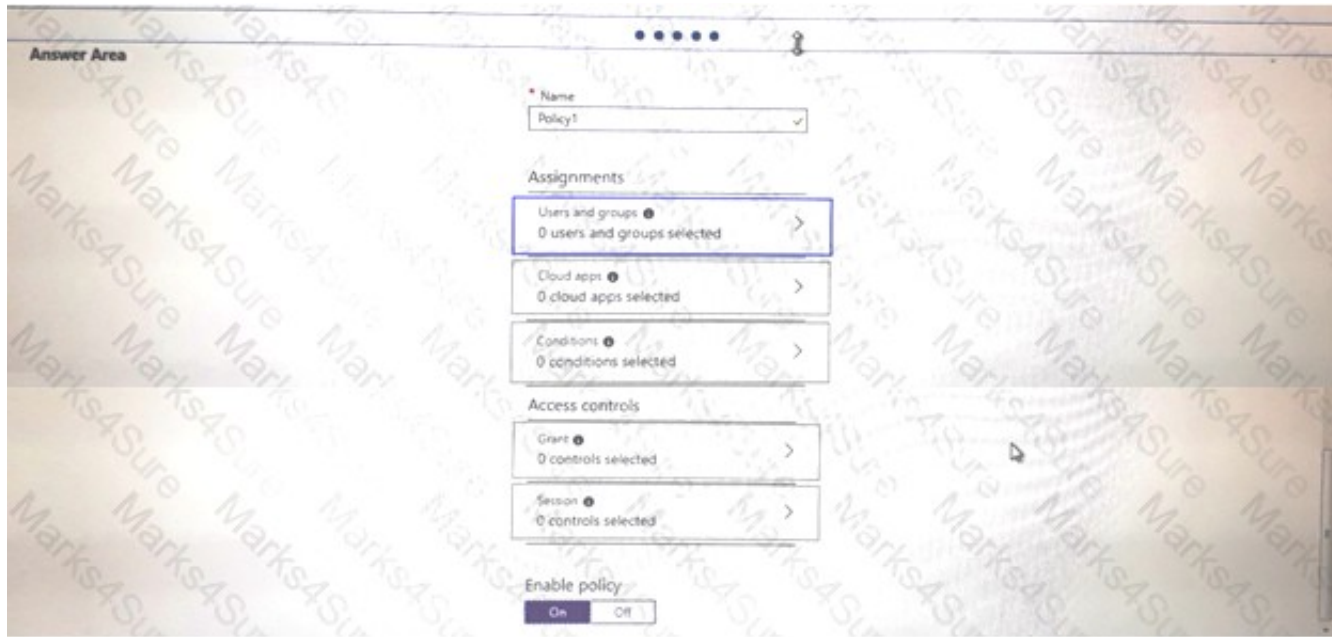 Answer Area
* Name
Policy1
Assignments
Users and groups
0 users and groups selected
Cloud apps
0 cloud apps selected
Conditions
0 conditions selected
Access controls
Grant
0 controls selected
Session
0 controls selected
Enable policy
On Off
Marks4Sure